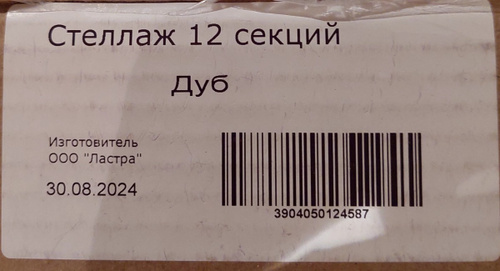 Стеллаж 12 секций
Дуб
Изготовитель
ООО "Ластра"
30.08.2024
3904050124587